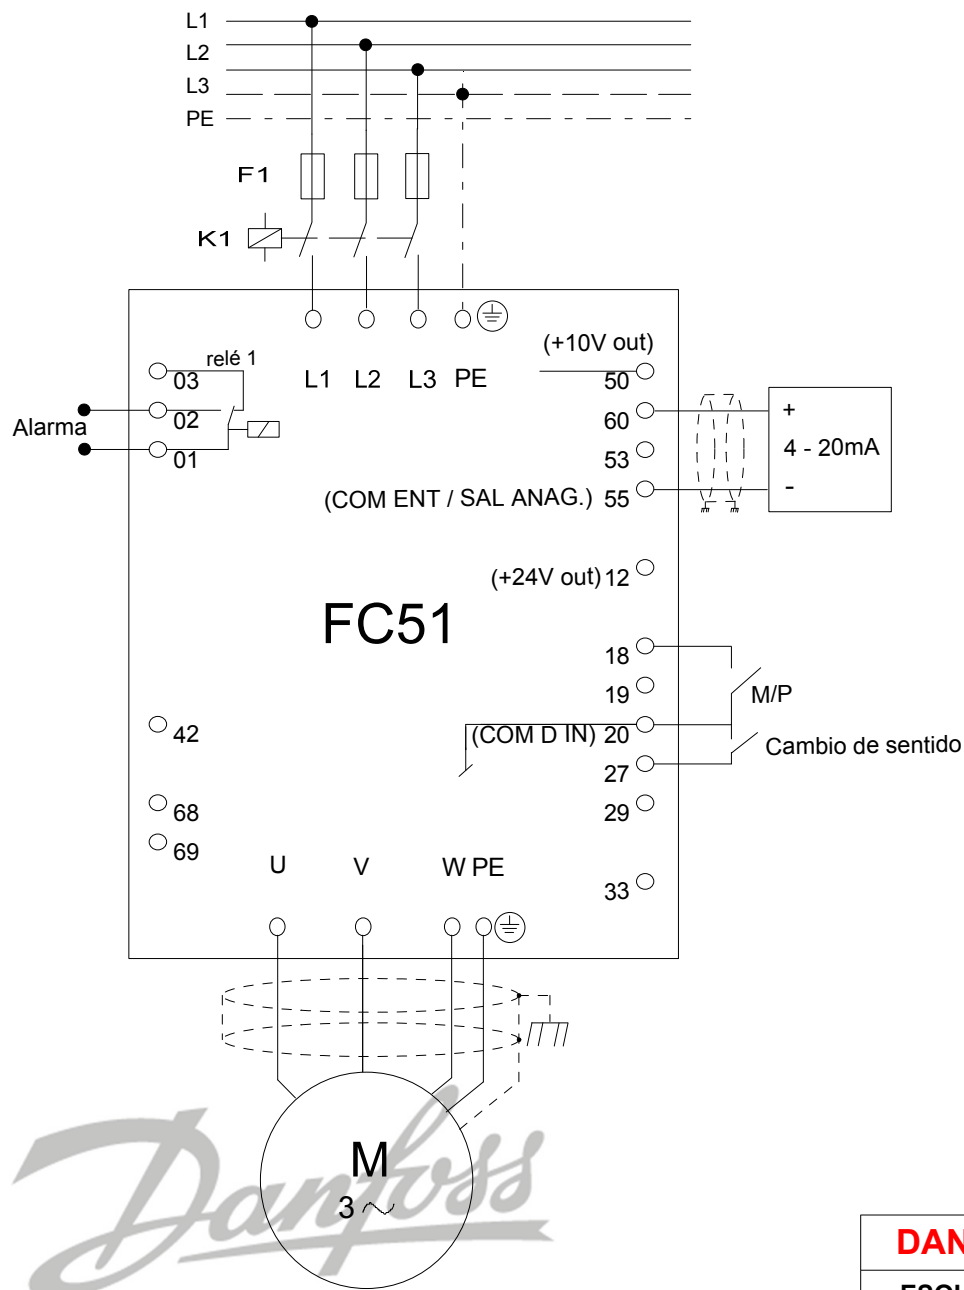 L1
L2
L3
PE
F1
K1
relé 1
03
02
01
Alarma
L1 L2 L3 PE
(+10V out)
50
60
53
(COM ENT / SAL ANAG.) 55
+
4 - 20mA
-
(+24V out) 12
FC51
18
19
M/P
(COM D IN) 20
Cambio de sentido
27
29
33
42
68
69
U V W PE
M
3 ~
Danfoss
DAN